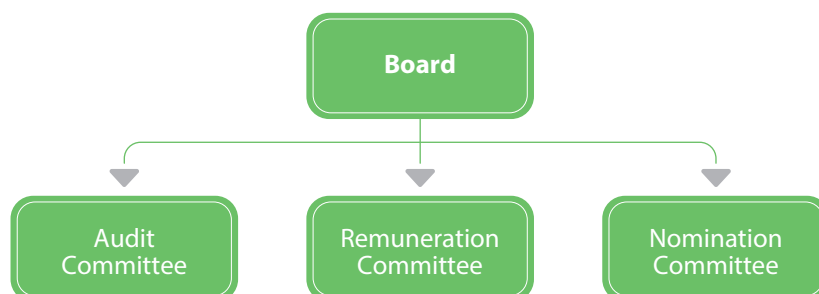 Board
Audit
Committee
Remuneration
Committee
Nomination
Committee